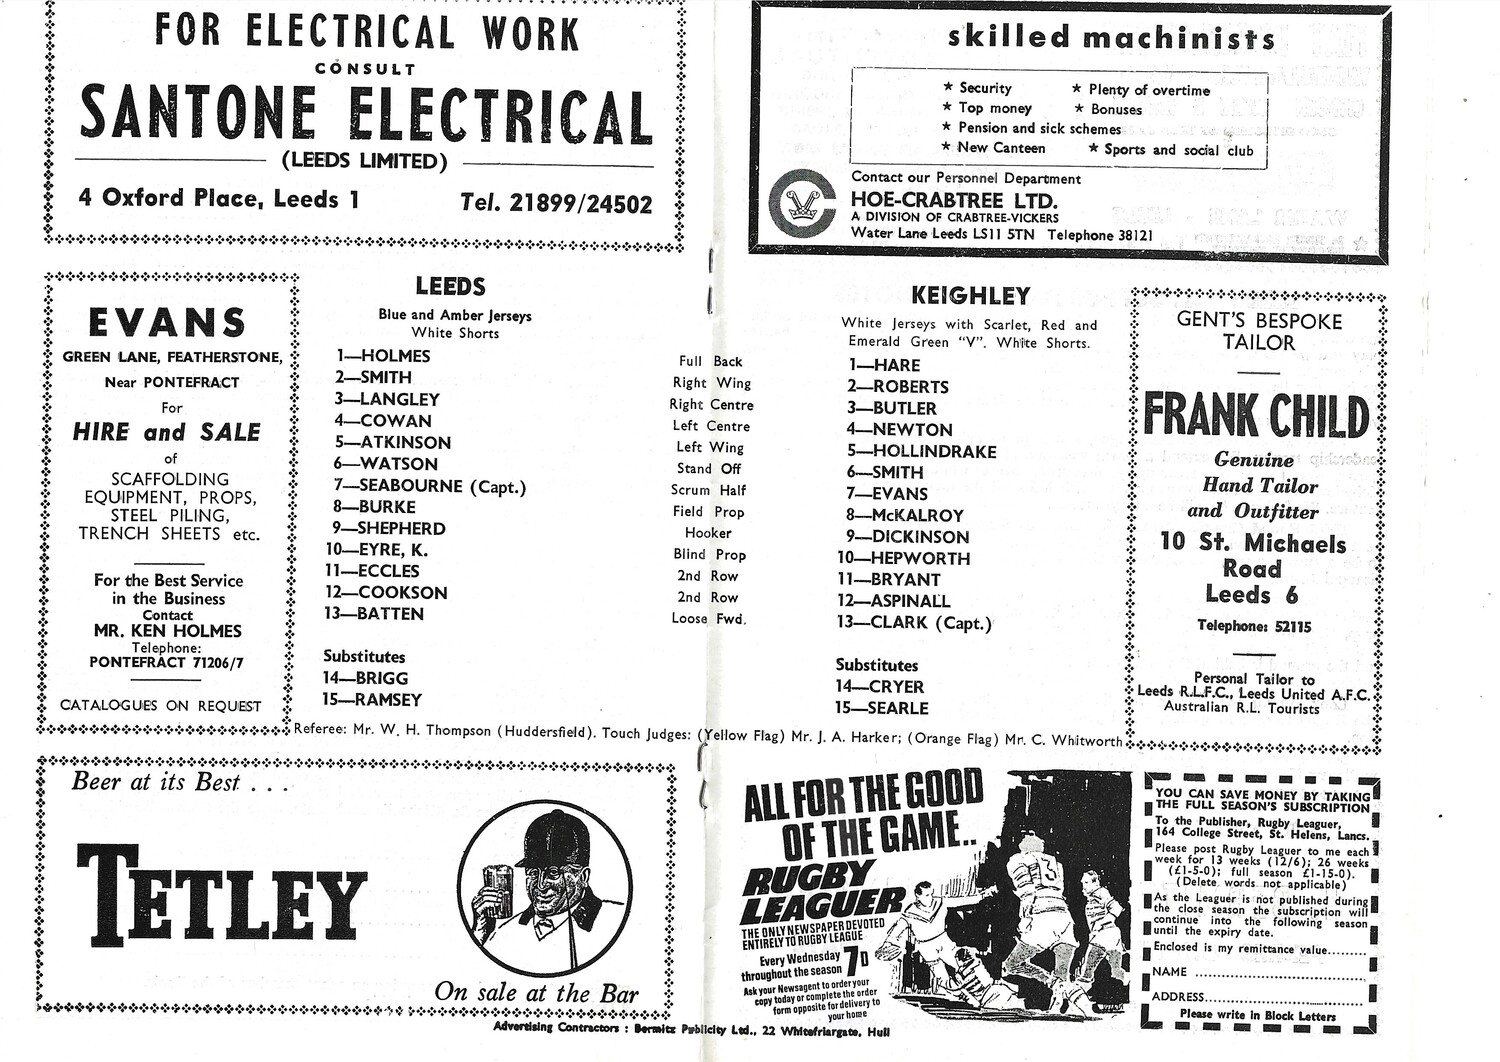 FOR ELECTRICAL WORK
CONSULT
SANTONE ELECTRICAL
(LEEDS LIMITED)
4 Oxford Place, Leeds 1 Tel. 21899/24502
skilled machinists
★ Security ★ Plenty of overtime
★ Top money ★ Bonuses
★ Pension and sick schemes
★ New Canteen ★ Sports and social club
Contact our Personnel Department
HOE-CRABTREE LTD.
A DIVISION OF CRABTREE-VICKERS
Water Lane Leeds LS11 5TN Telephone 38121
EVANS
GREEN LANE, FEATHERSTONE,
Near PONTEFRACT
For
HIRE and SALE
of
SCAFFOLDING
EQUIPMENT, PROPS,
STEEL PILING,
TRENCH SHEETS etc.
For the Best Service
in the Business
Contact
MR. KEN HOLMES
Telephone:
PONTEFRACT 71206/7
CATALOGUES ON REQUEST
LEEDS
Blue and Amber Jerseys
White Shorts
1—HOLMES
2—SMITH
3—LANGLEY
4—COWAN
5—ATKINSON
6—WATSON
7—SEABOURNE (Capt.)
8—BURKE
9—SHEPHERD
10—EYRE, K.
11—ECCLES
12—COOKSON
13—BATTEN
Substitutes
14—BRIGG
15—RAMSEY
Full Back
Right Wing
Right Centre
Left Centre
Left Wing
Stand Off
Scrum Half
Field Prop
Hooker
Blind Prop
2nd Row
2nd Row
Loose Fwd.
KEIGHLEY
White Jerseys with Scarlet, Red and
Emerald Green "V". White Shorts.
1—HARE
2—ROBERTS
3—BUTLER
4—NEWTON
5—HOLLINDRAKE
6—SMITH
7—EVANS
8—McKALROY
9—DICKINSON
10—HEPWORTH
11—BRYANT
12—ASPINALL
13—CLARK (Capt.)
Substitutes
14—CRYER
15—SEARLE
GENT'S BESPOKE
TAILOR
FRANK CHILD
Genuine
Hand Tailor
and Outfitter
10 St. Michaels
Road
Leeds 6
Telephone: 52115
Personal Tailor to
Leeds R.L.F.C., Leeds United A.F.C.
Australian R.L. Tourists
Referee: Mr. W. H. Thompson (Huddersfield). Touch Judges: (Yellow Flag) Mr. J. A. Harker; (Orange Flag) Mr. C. Whitworth
Beer at its Best . . .
TETLEY
On sale at the Bar
ALL FOR THE GOOD
OF THE GAME..
RUGBY
LEAGUER
THE ONLY NEWSPAPER DEVOTED
ENTIRELY TO RUGBY LEAGUE
Every Wednesday 7D
throughout the season
Ask your Newsagent to order your
copy today or complete the order
form opposite for delivery to
your home
YOU CAN SAVE MONEY BY TAKING
THE FULL SEASON'S SUBSCRIPTION
To the Publisher, Rugby Leaguer,
164 College Street, St. Helens, Lancs.
Please post Rugby Leaguer to me each
week for 13 weeks (12/6); 26 weeks
(£1-5-0); full season £1-15-0).
(Delete words not applicable)
As the Leaguer is not published during
the close season the subscription will
continue into the following season
until the expiry date.
Enclosed is my remittance value.........
NAME ....................................
ADDRESS..................................
Please write in Block Letters
Advertising Contractors : Bermitz Publicity Ltd., 22 Whitefriargate, Hull